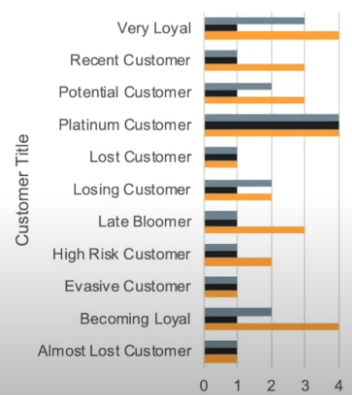 Customer Title
Very Loyal
Recent Customer
Potential Customer
Platinum Customer
Lost Customer
Losing Customer
Late Bloomer
High Risk Customer
Evasive Customer
Becoming Loyal
Almost Lost Customer
0 1 2 3 4